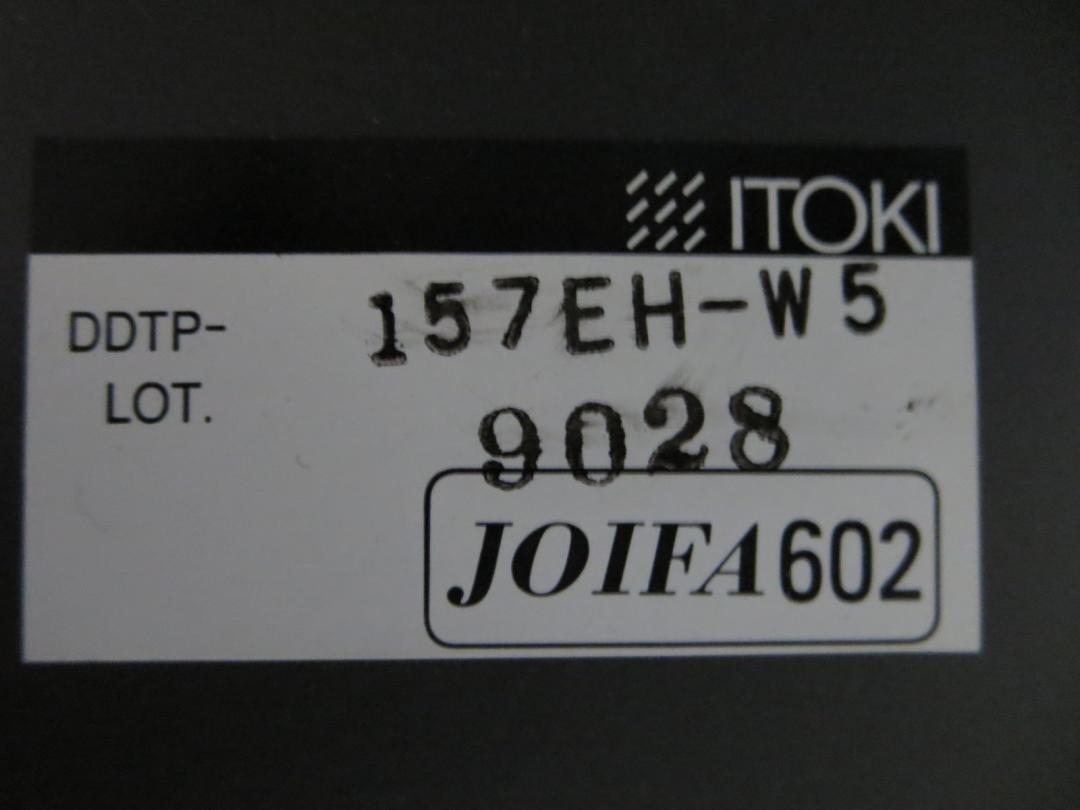 ITOKI
DDTP- 157EH-W5
LOT. 9028
JOIFA602